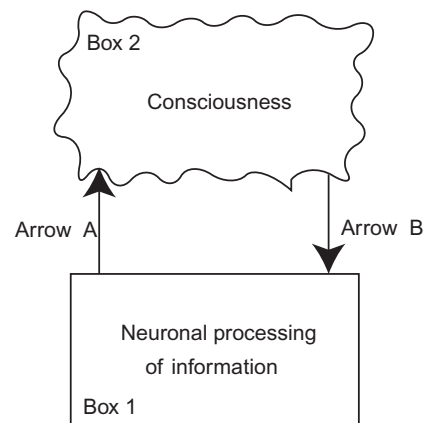 Box 2
Consciousness
Arrow A
Arrow B
Neuronal processing
of information
Box 1